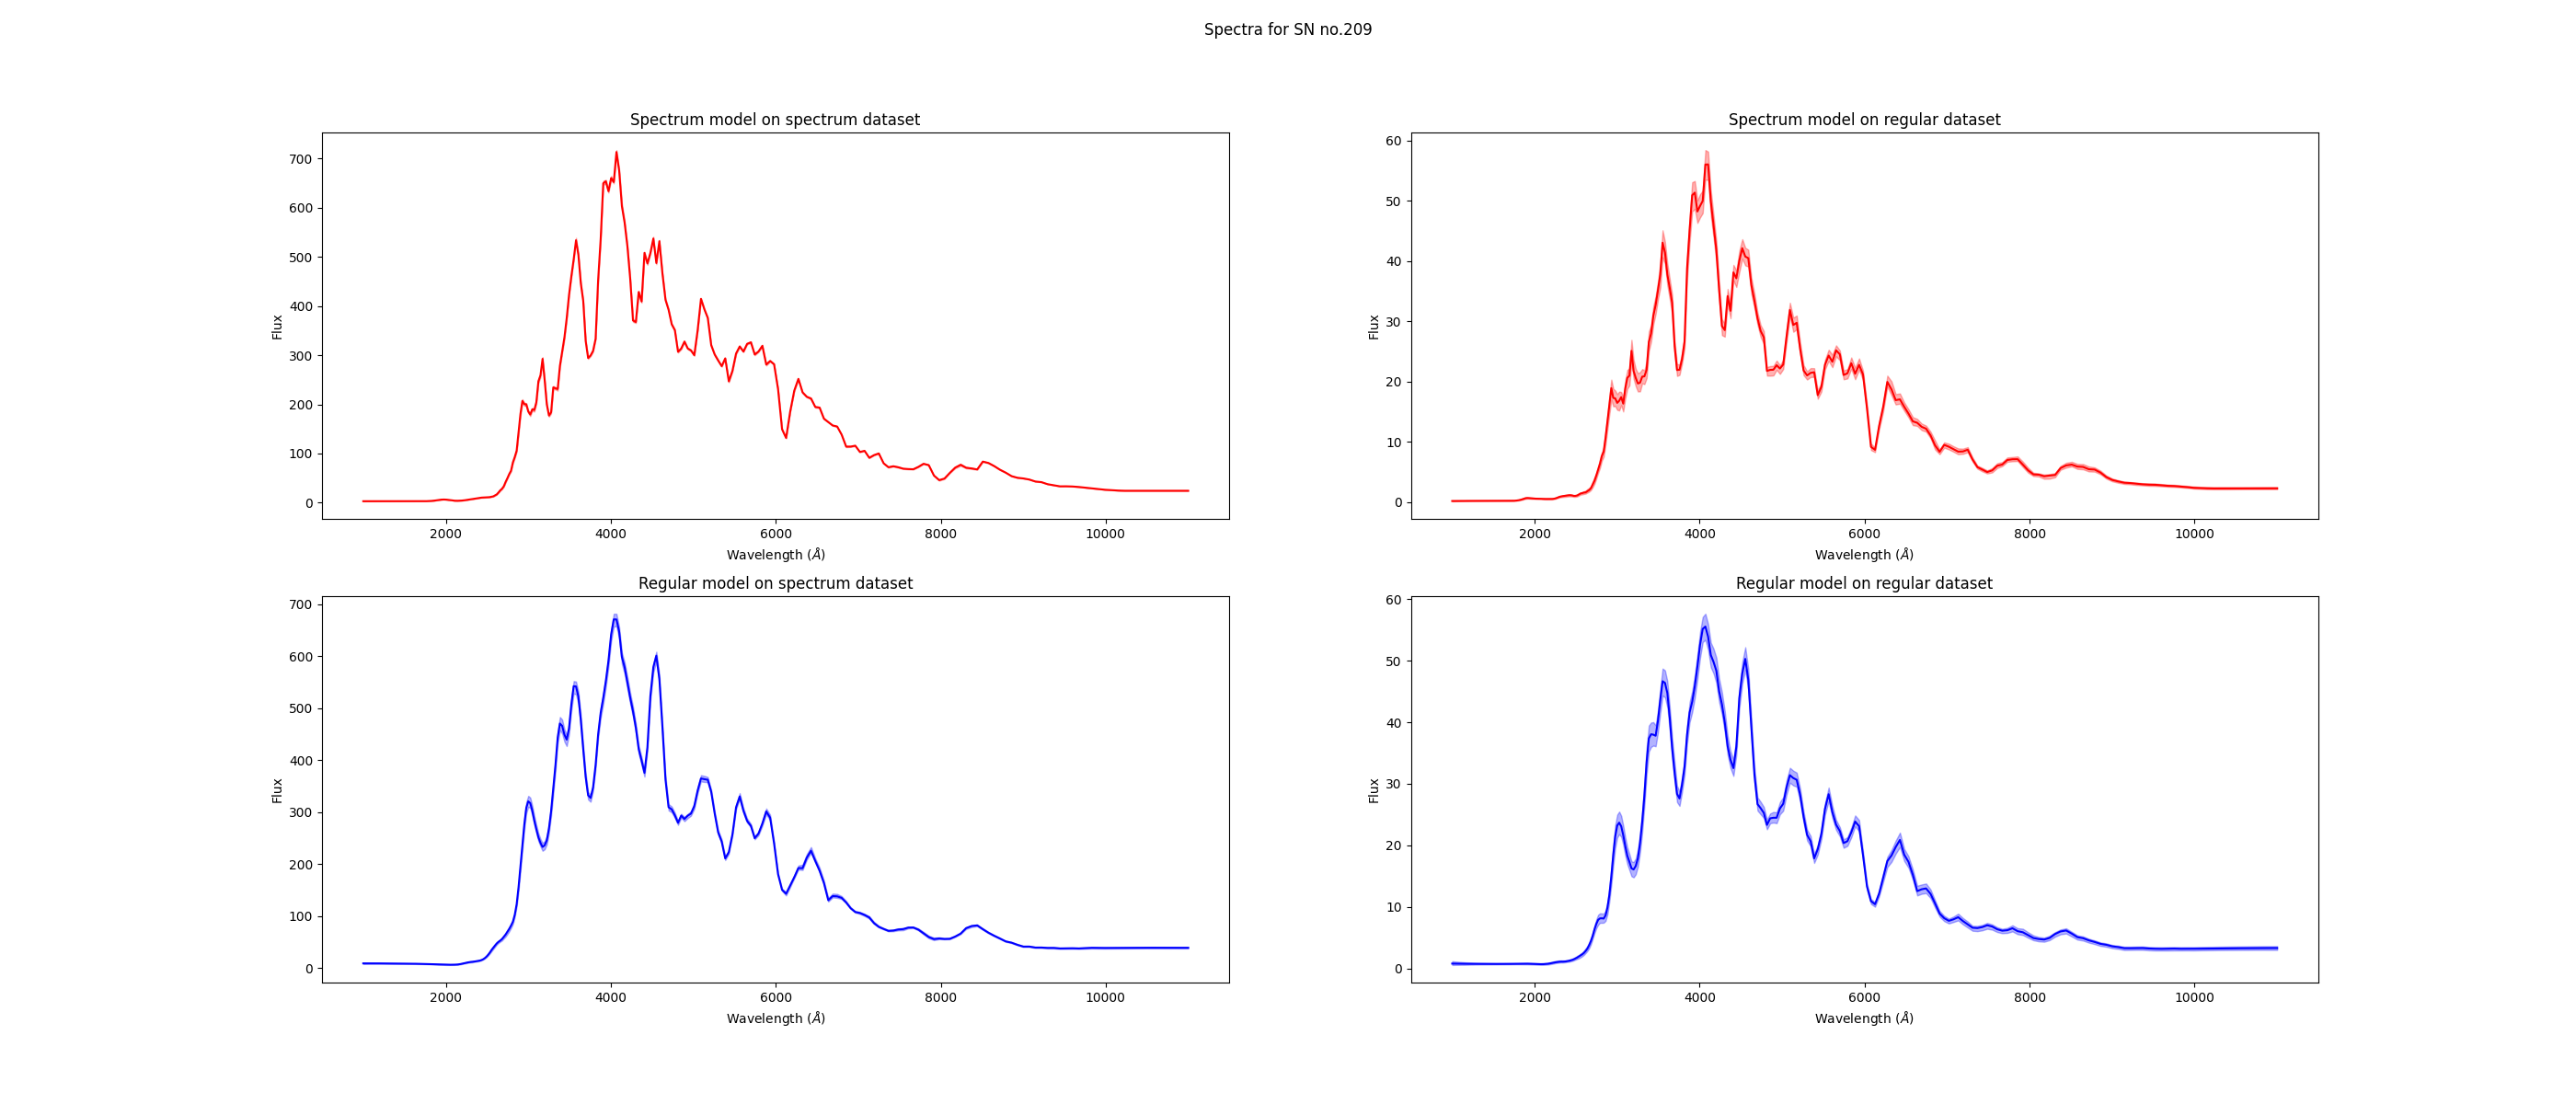 Spectra for SN no.209
Spectrum model on spectrum dataset
700
600
500
400
300
200
100
0
Flux
2000 4000 6000 8000 10000
Wavelength (Å)
Spectrum model on regular dataset
60
50
40
30
20
10
0
Flux
2000 4000 6000 8000 10000
Wavelength (Å)
Regular model on spectrum dataset
700
600
500
400
300
200
100
0
Flux
2000 4000 6000 8000 10000
Wavelength (Å)
Regular model on regular dataset
60
50
40
30
20
10
0
Flux
2000 4000 6000 8000 10000
Wavelength (Å)